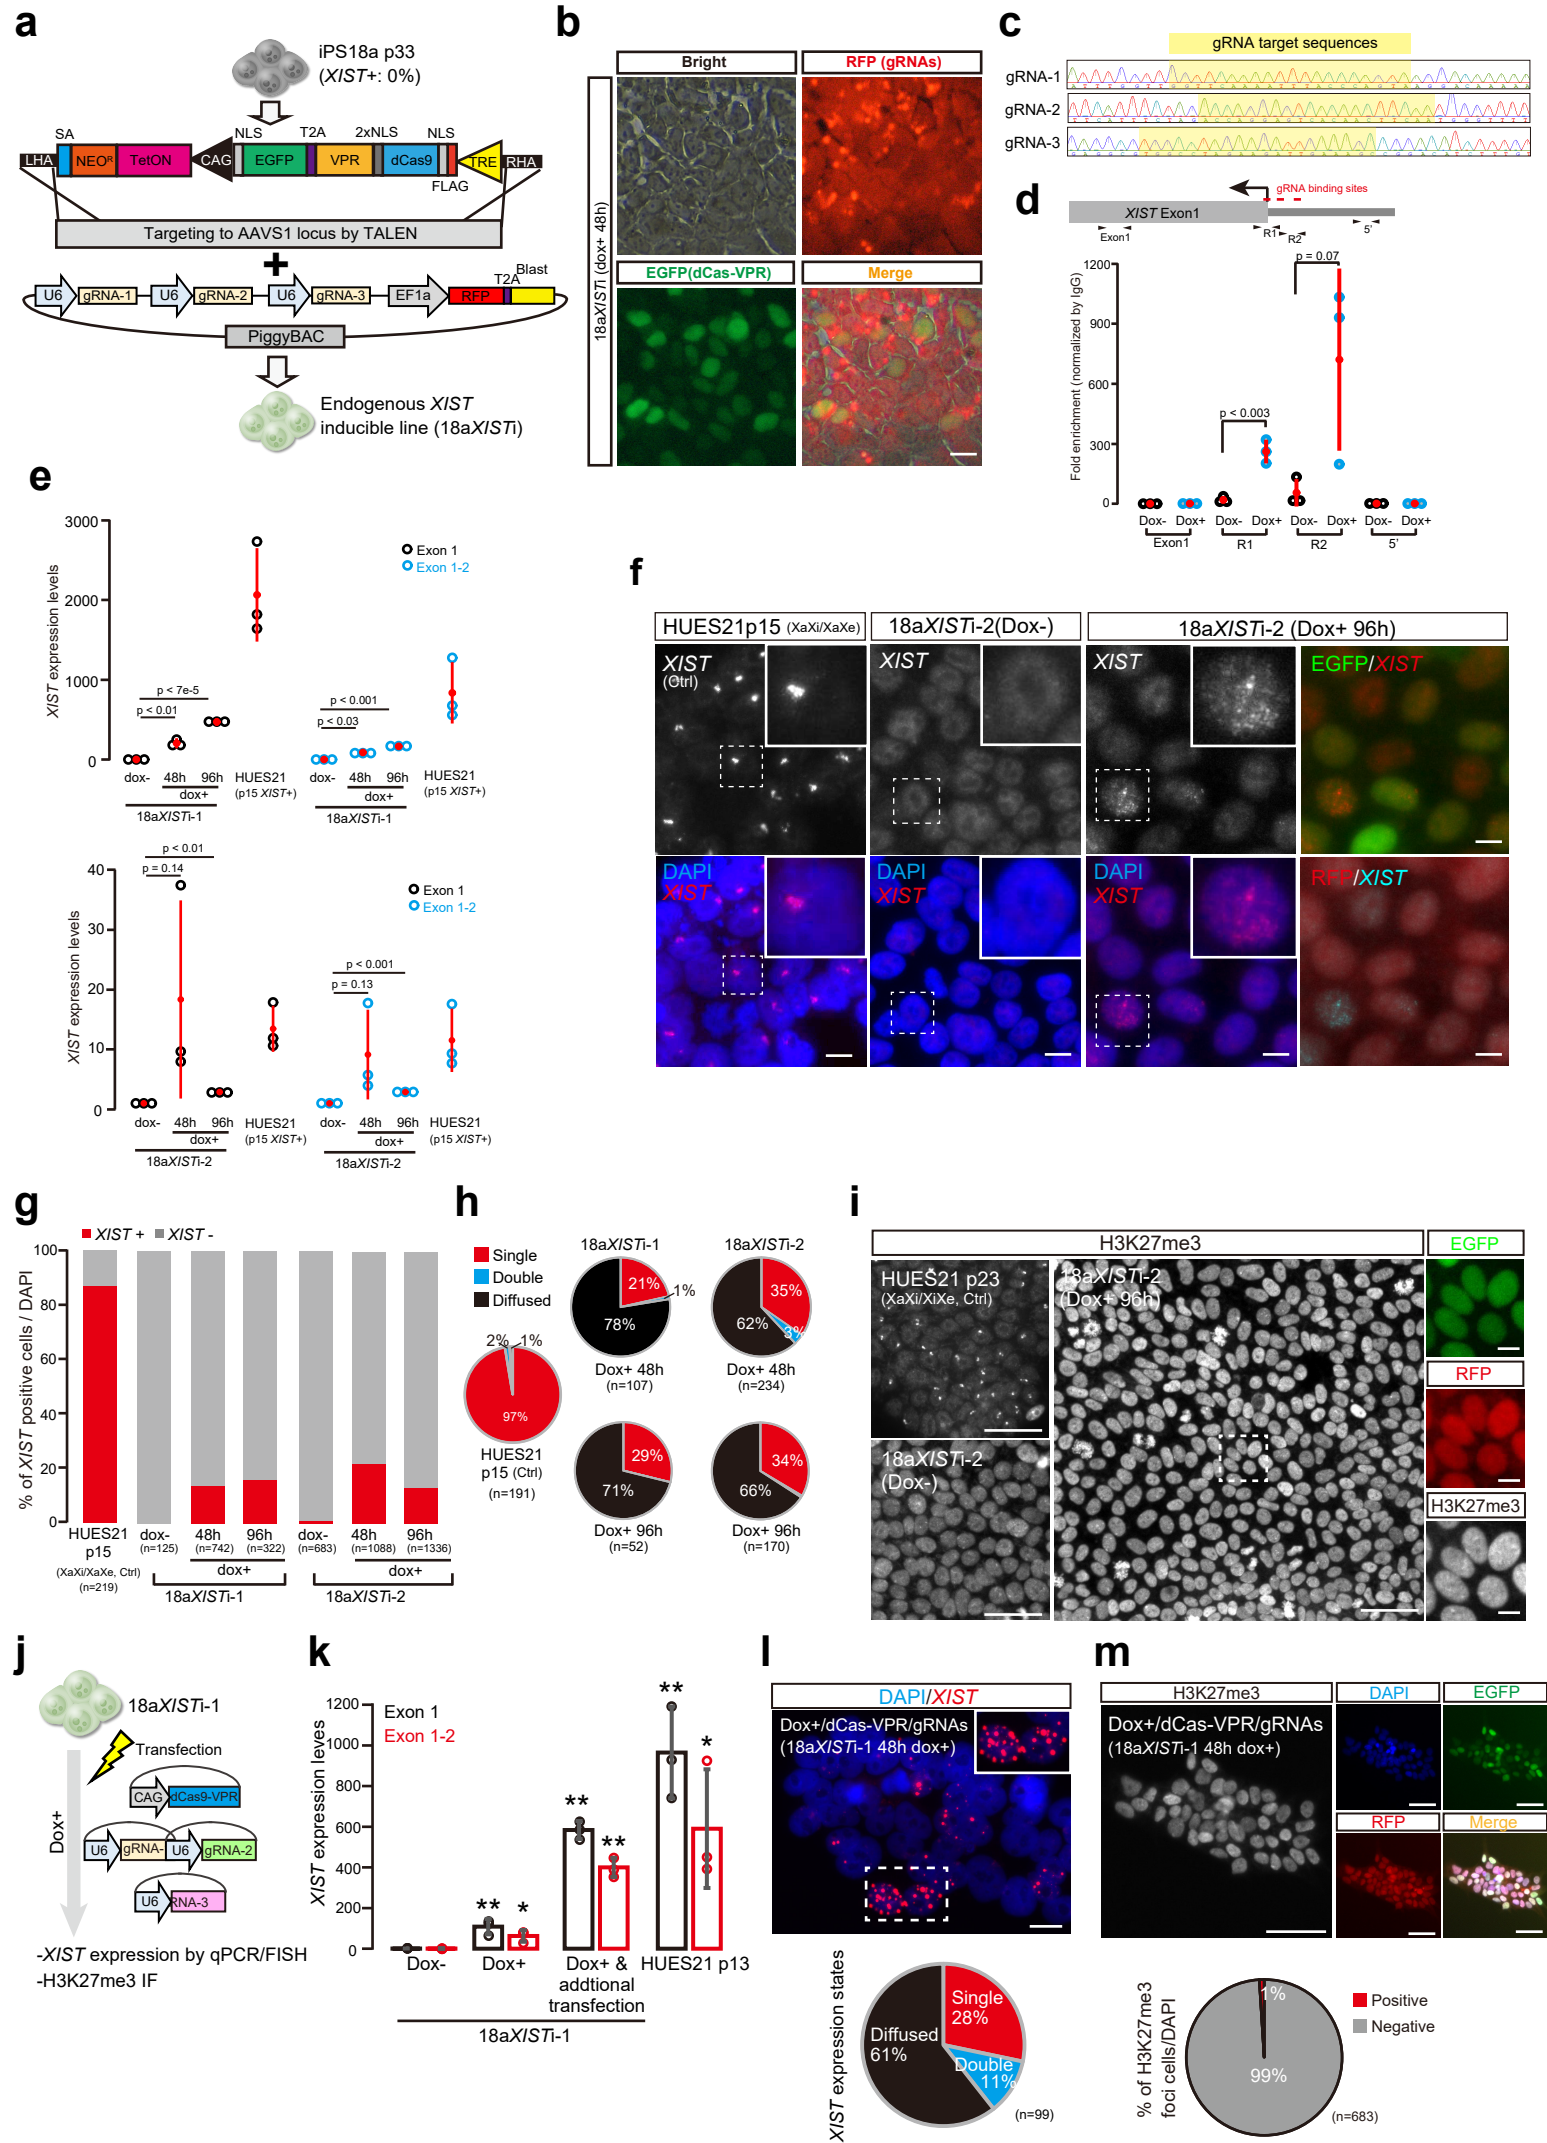 a
iPS18a p33
(XIST+: 0%)
SA
NLS
T2A
2xNLS
NLS
LHA
NEOR
TetON
CAG
EGFP
VPR
dCas9
TRE
RHA
FLAG
Targeting to AAVS1 locus by TALEN
+
Blast
T2A
U6
gRNA-1
U6
gRNA-2
U6
gRNA-3
EF1a
RFP
PiggyBAC
Endogenous XIST
inducible line (18aXISTi)
b
18aXISTi (dox+ 48h)
Bright
RFP (gRNAs)
EGFP(dCas-VPR)
Merge
c
gRNA target sequences
gRNA-1
gRNA-2
gRNA-3
d
gRNA binding sites
XIST Exon1
Exon1
R1
R2
5'
Fold enrichment (normalized by IgG)
1200
900
600
300
0
p = 0.07
p < 0.003
Dox- Dox+ Dox- Dox+ Dox- Dox+ Dox- Dox+
Exon1
R1
R2
5'
e
XIST expression levels
3000
2000
1000
0
Exon 1
Exon 1-2
p < 7e-5
p < 0.01
p < 0.001
p < 0.03
dox- 48h 96h HUES21 (p15 XIST+)
dox+
18aXISTi-1
dox- 48h 96h HUES21 (p15 XIST+)
dox+
18aXISTi-1
XIST expression levels
40
30
20
10
0
Exon 1
Exon 1-2
p < 0.01
p = 0.14
p < 0.001
p = 0.13
dox- 48h 96h HUES21 (p15 XIST+)
dox+
18aXISTi-2
dox- 48h 96h HUES21 (p15 XIST+)
dox+
18aXISTi-2
f
HUES21p15 (XaXi/XaXe)
18aXISTi-2(Dox-)
18aXISTi-2 (Dox+ 96h)
XIST
(Ctrl)
XIST
XIST
EGFP/XIST
DAPI
XIST
DAPI
XIST
DAPI
XIST
RFP/XIST
g
XIST +
XIST -
% of XIST positive cells / DAPI
100
80
60
40
20
0
HUES21
p15
(XaXi/XaXe, Ctrl)
(n=219)
dox-
(n=125)
48h
(n=742)
96h
(n=322)
dox+
18aXISTi-1
dox-
(n=683)
48h
(n=1088)
96h
(n=1336)
dox+
18aXISTi-2
h
Single
Double
Diffused
18aXISTi-1
18aXISTi-2
21%
1%
78%
Dox+ 48h
(n=107)
35%
3%
62%
Dox+ 48h
(n=234)
2%
1%
97%
HUES21
p15 (Ctrl)
(n=191)
29%
71%
Dox+ 96h
(n=52)
34%
66%
Dox+ 96h
(n=170)
i
H3K27me3
EGFP
HUES21 p23
(XaXi/XiXe, Ctrl)
18aXISTi-2
(Dox+ 96h)
18aXISTi-2
(Dox-)
RFP
H3K27me3
j
18aXISTi-1
Transfection
Dox+
CAG
dCas9-VPR
U6
gRNA-
U6
gRNA-2
U6
RNA-3
-XIST expression by qPCR/FISH
-H3K27me3 IF
k
XIST expression levels
1200
1000
800
600
400
200
0
Exon 1
Exon 1-2
**
*
**
**
**
*
Dox-
Dox+
Dox+ &
addtional
transfection
HUES21 p13
18aXISTi-1
l
DAPI/XIST
Dox+/dCas-VPR/gRNAs
(18aXISTi-1 48h dox+)
XIST expression states
Single
28%
Diffused
61%
Double
11%
(n=99)
m
H3K27me3
DAPI
EGFP
Dox+/dCas-VPR/gRNAs
(18aXISTi-1 48h dox+)
RFP
Merge
% of H3K27me3
foci cells/DAPI
1%
99%
Positive
Negative
(n=683)